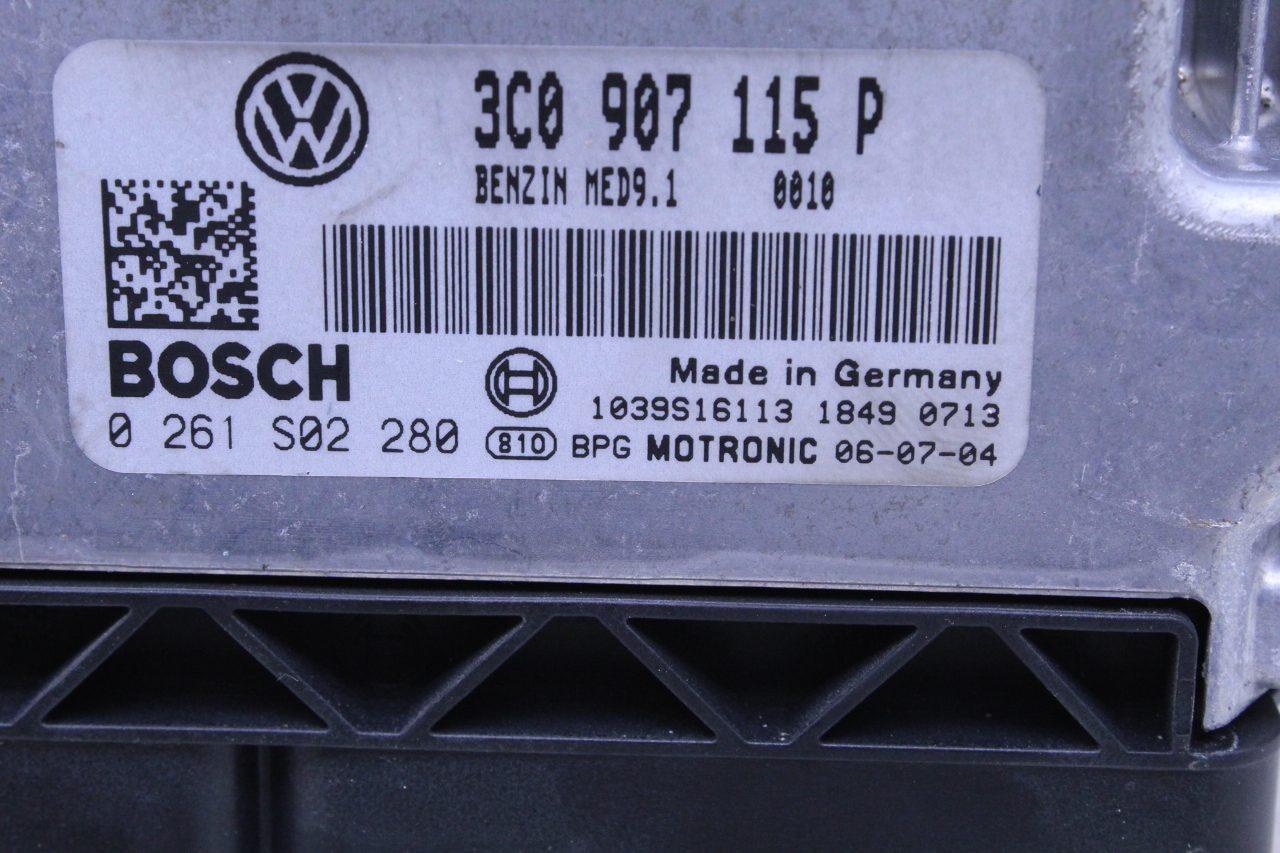 3C0 907 115 P
BENZIN MED9.1 0010
BOSCH
Made in Germany
1039S16113 1849 0713
0 261 S02 280
810 BPG MOTRONIC 06-07-04